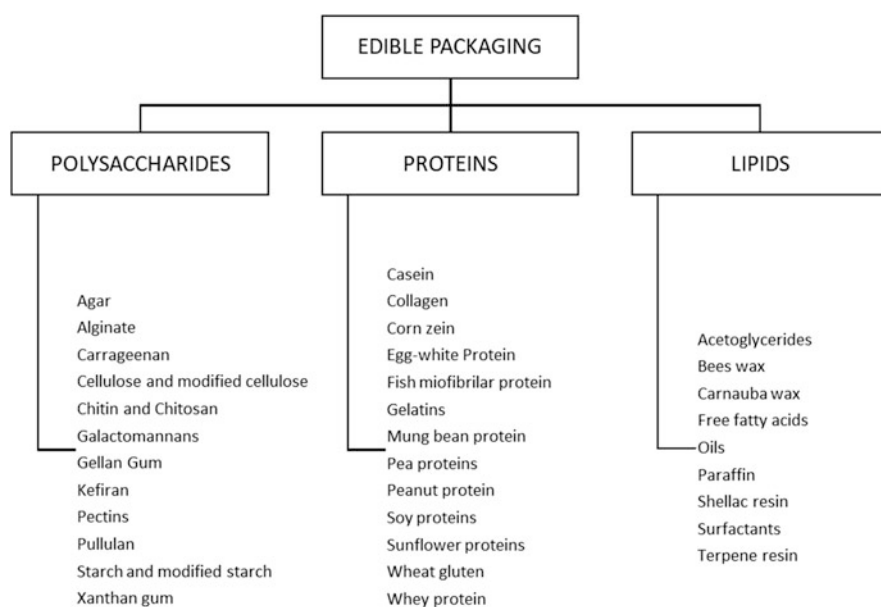 EDIBLE PACKAGING
POLYSACCHARIDES
Agar
Alginate
Carrageenan
Cellulose and modified cellulose
Chitin and Chitosan
Galactomannans
Gellan Gum
Kefiran
Pectins
Pullulan
Starch and modified starch
Xanthan gum
PROTEINS
Casein
Collagen
Corn zein
Egg-white Protein
Fish miofibrilar protein
Gelatins
Mung bean protein
Pea proteins
Peanut protein
Soy proteins
Sunflower proteins
Wheat gluten
Whey protein
LIPIDS
Acetoglycerides
Bees wax
Carnauba wax
Free fatty acids
Oils
Paraffin
Shellac resin
Surfactants
Terpene resin